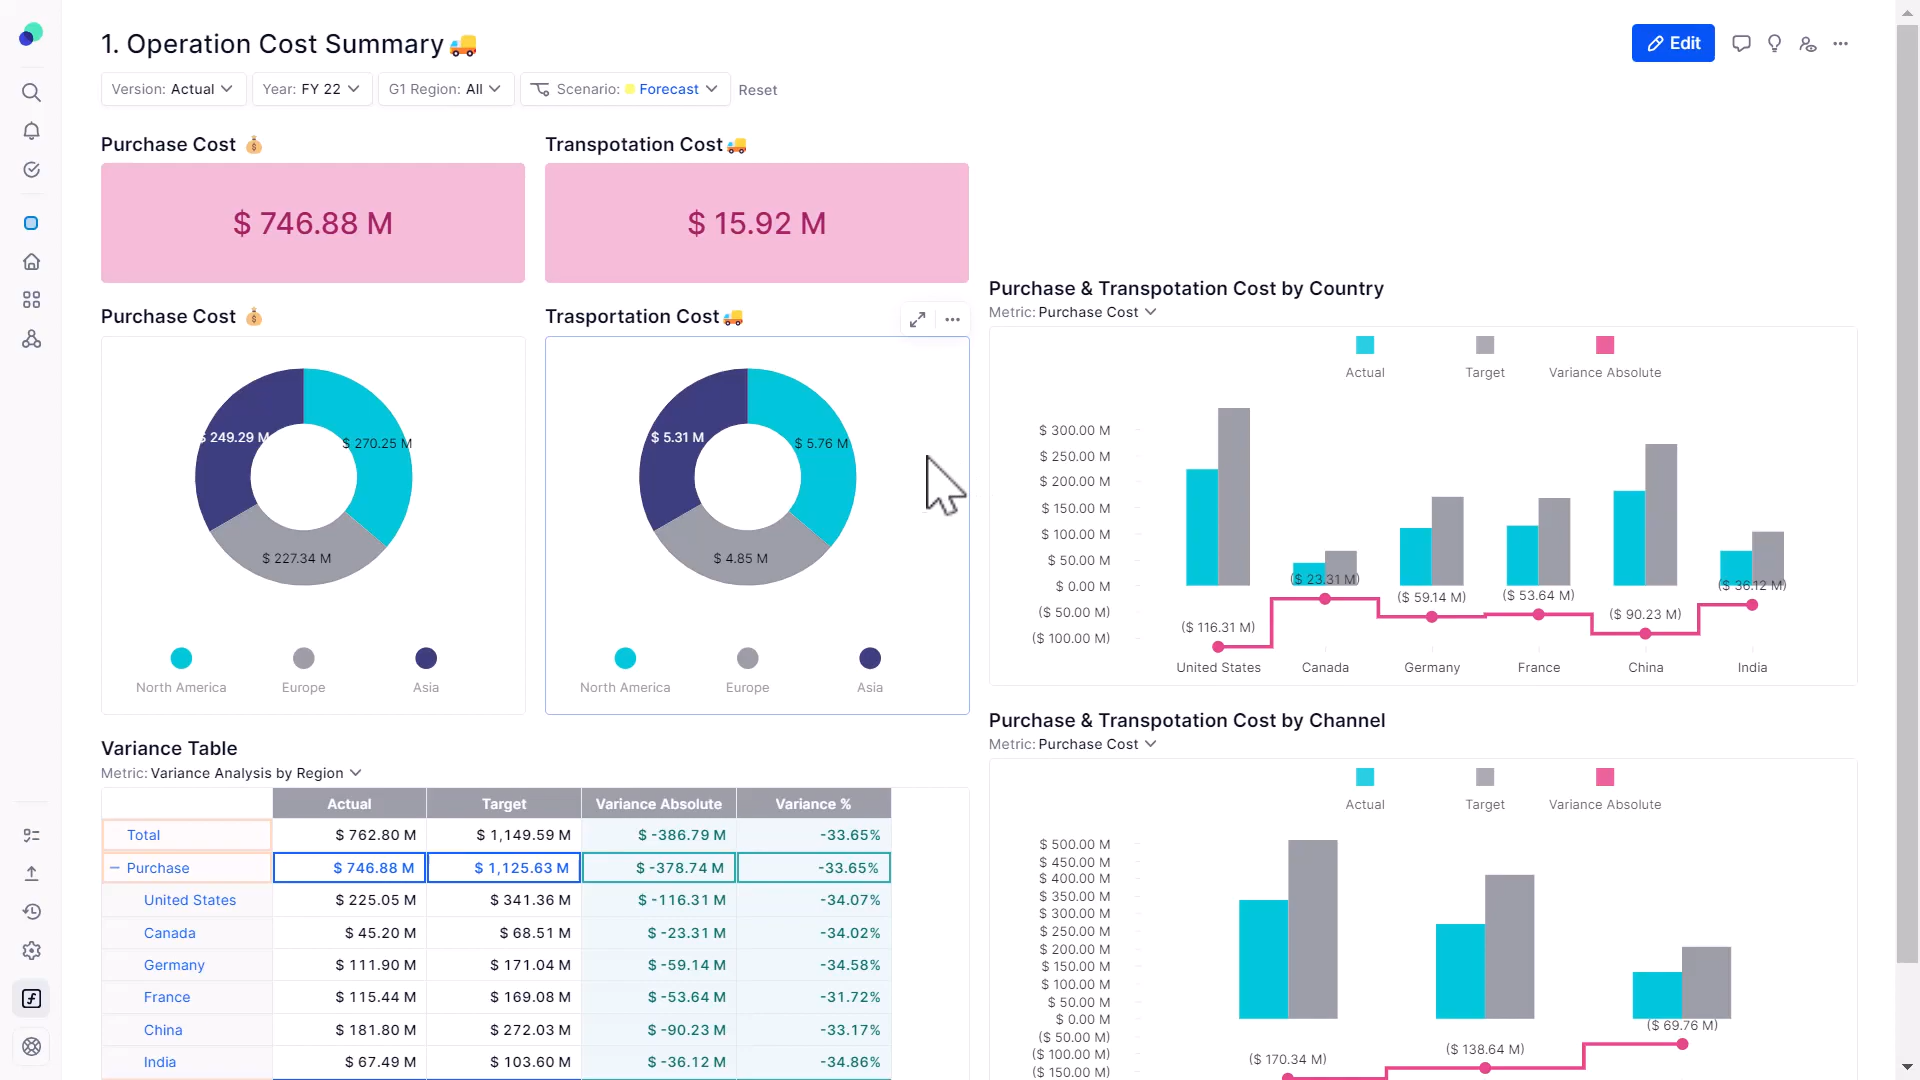 1. Operation Cost Summary
Edit
Version: Actual
Year: FY 22
G1 Region: All
Scenario: Forecast
Reset
Purchase Cost
Transpotation Cost
$ 746.88 M
$ 15.92 M
Purchase Cost
$ 249.29 M
$ 270.25 M
$ 227.34 M
North America
Europe
Asia
Trasportation Cost
$ 5.31 M
$ 5.76 M
$ 4.85 M
North America
Europe
Asia
Purchase & Transpotation Cost by Country
Metric: Purchase Cost
Actual
Target
Variance Absolute
$ 300.00 M
$ 250.00 M
$ 200.00 M
$ 150.00 M
$ 100.00 M
$ 50.00 M
$ 0.00 M
($ 50.00 M)
($ 100.00 M)
($ 116.31 M)
($ 23.31 M)
($ 59.14 M)
($ 53.64 M)
($ 90.23 M)
($ 36.12 M)
United States
Canada
Germany
France
China
India
Variance Table
Metric: Variance Analysis by Region
Actual Target Variance Absolute Variance %
Total $ 762.80 M $ 1,149.59 M $ -386.79 M -33.65%
Purchase $ 746.88 M $ 1,125.63 M $ -378.74 M -33.65%
United States $ 225.05 M $ 341.36 M $ -116.31 M -34.07%
Canada $ 45.20 M $ 68.51 M $ -23.31 M -34.02%
Germany $ 111.90 M $ 171.04 M $ -59.14 M -34.58%
France $ 115.44 M $ 169.08 M $ -53.64 M -31.72%
China $ 181.80 M $ 272.03 M $ -90.23 M -33.17%
India $ 67.49 M $ 103.60 M $ -36.12 M -34.86%
Purchase & Transpotation Cost by Channel
Metric: Purchase Cost
Actual
Target
Variance Absolute
$ 500.00 M
$ 450.00 M
$ 400.00 M
$ 350.00 M
$ 300.00 M
$ 250.00 M
$ 200.00 M
$ 150.00 M
$ 100.00 M
$ 50.00 M
$ 0.00 M
($ 50.00 M)
($ 100.00 M)
($ 150.00 M)
($ 170.34 M)
($ 138.64 M)
($ 69.76 M)